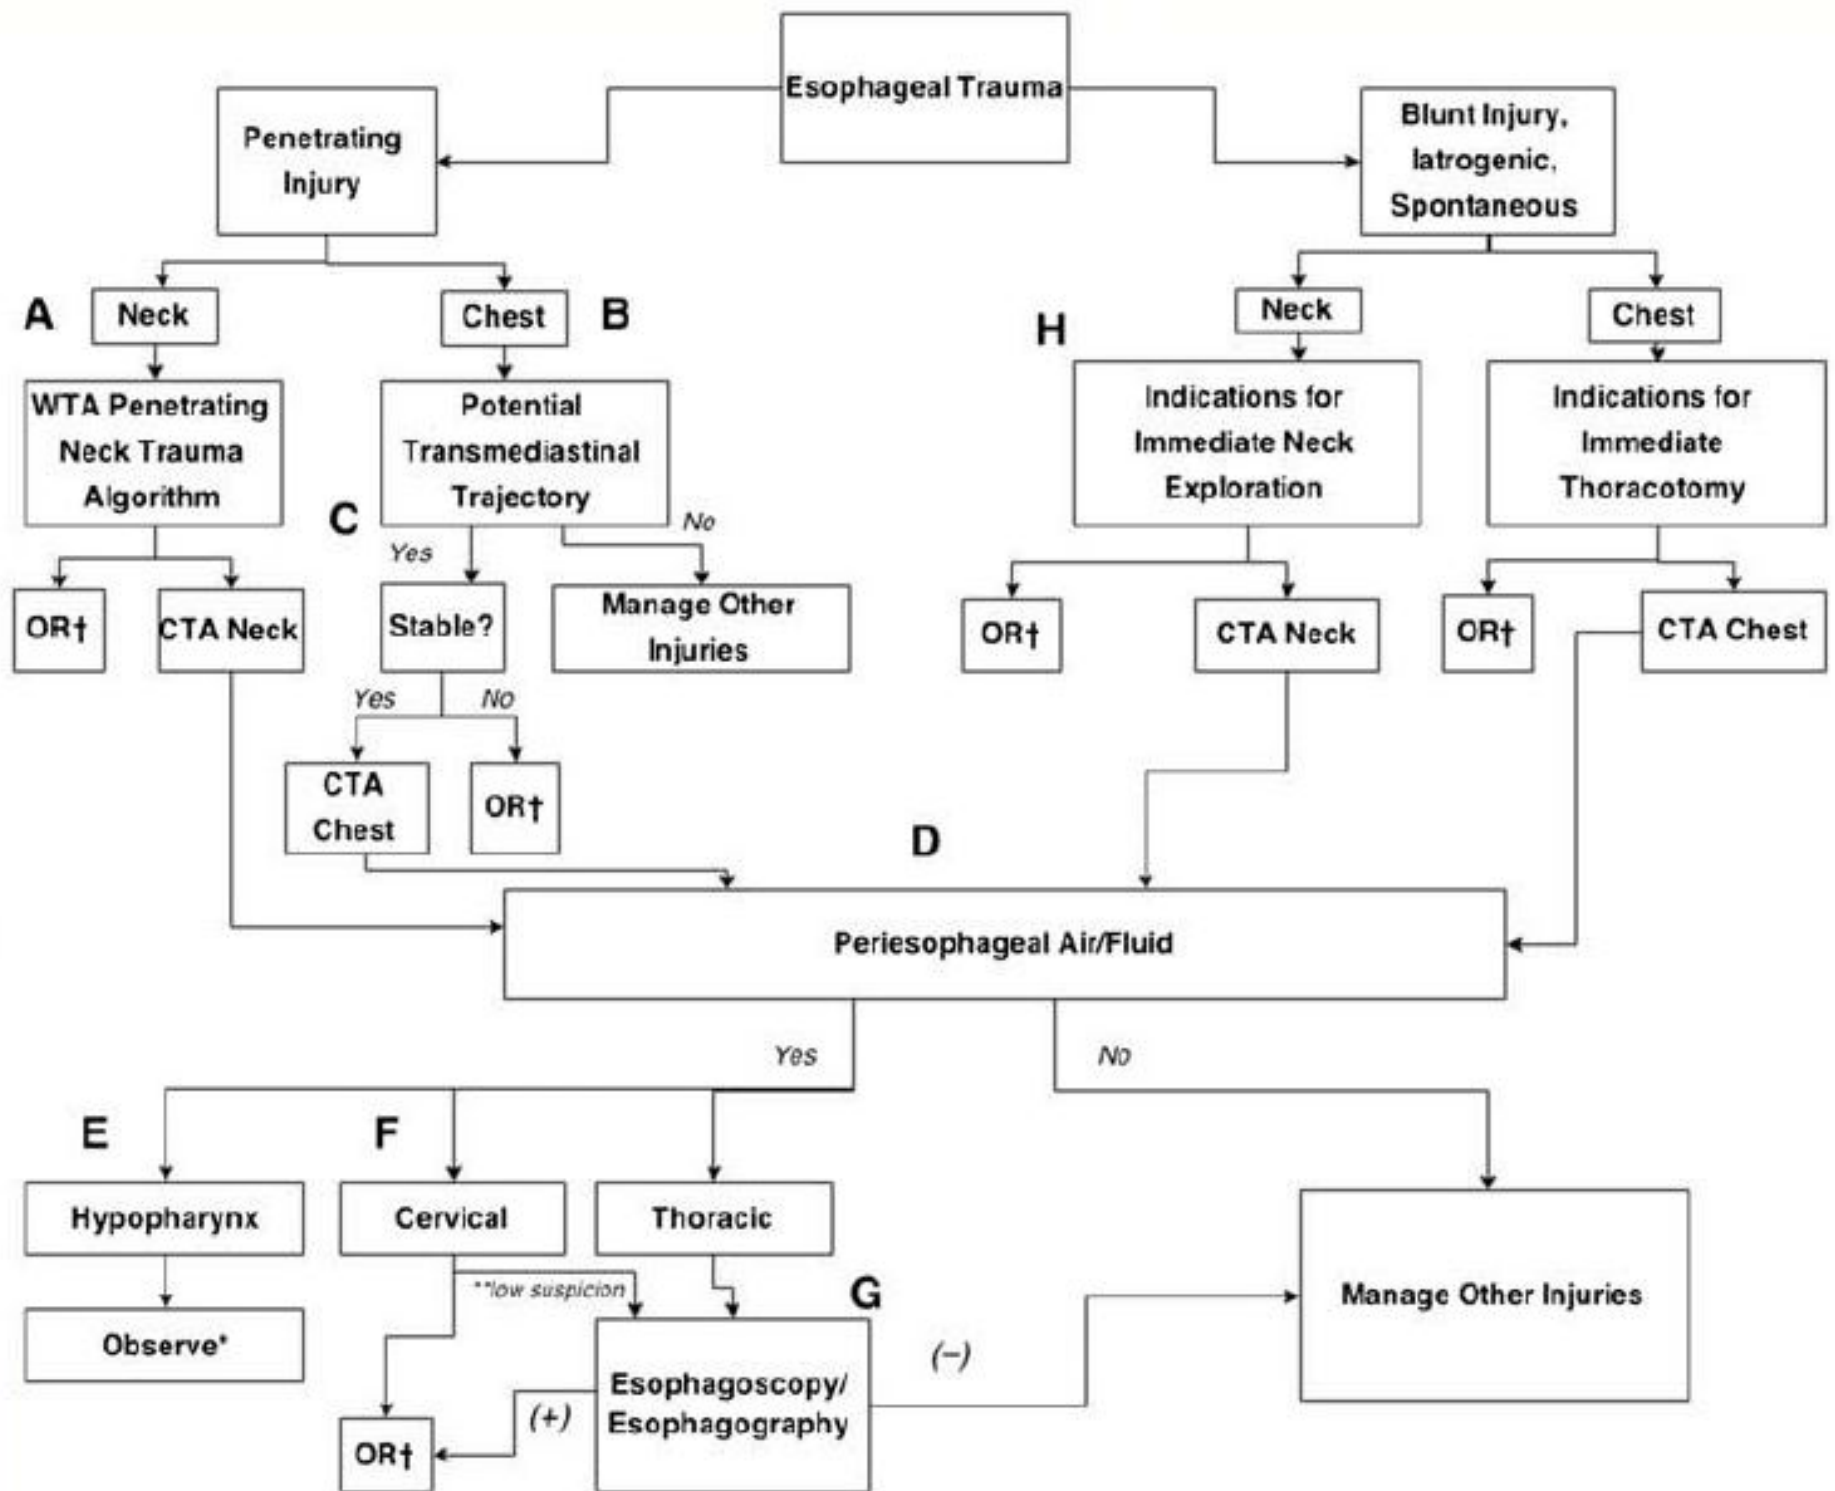 Esophageal Trauma
Penetrating
Injury
Blunt Injury,
Iatrogenic,
Spontaneous
A
Neck
Chest
B
H
Neck
Chest
WTA Penetrating
Neck Trauma
Algorithm
Potential
Transmediastinal
Trajectory
Indications for
Immediate Neck
Exploration
Indications for
Immediate
Thoracotomy
C
Yes
No
OR†
CTA Neck
Stable?
Manage Other
Injuries
OR†
CTA Neck
OR†
CTA Chest
Yes
No
CTA
Chest
OR†
D
Periesophageal Air/Fluid
Yes
No
E
F
Hypopharynx
Cervical
Thoracic
**low suspicion
G
Observe*
Esophagoscopy/
Esophagography
(+)
(−)
OR†
Manage Other Injuries